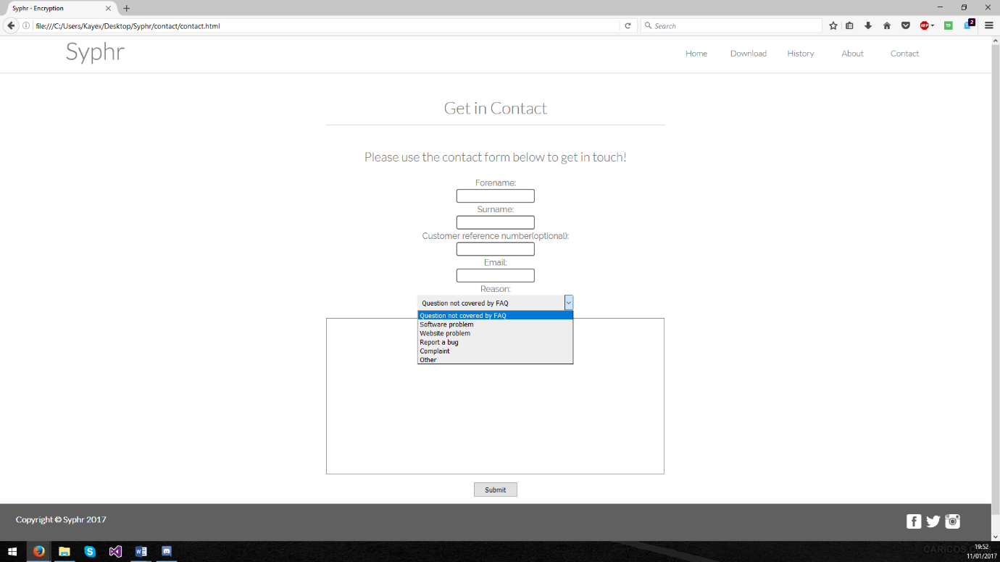 Syphr - Encryption
file:///C:/Users/Kayex/Desktop/Syphr/contact/contact.html
Search
ABP
2
Syphr
Home Download History About Contact
Get in Contact
Please use the contact form below to get in touch!
Forename:
Surname:
Customer reference number(optional):
Email:
Reason:
Question not covered by FAQ
Question not covered by FAQ
Software problem
Website problem
Report a bug
Complaint
Other
Submit
Copyright © Syphr 2017
19:52
11/01/2017